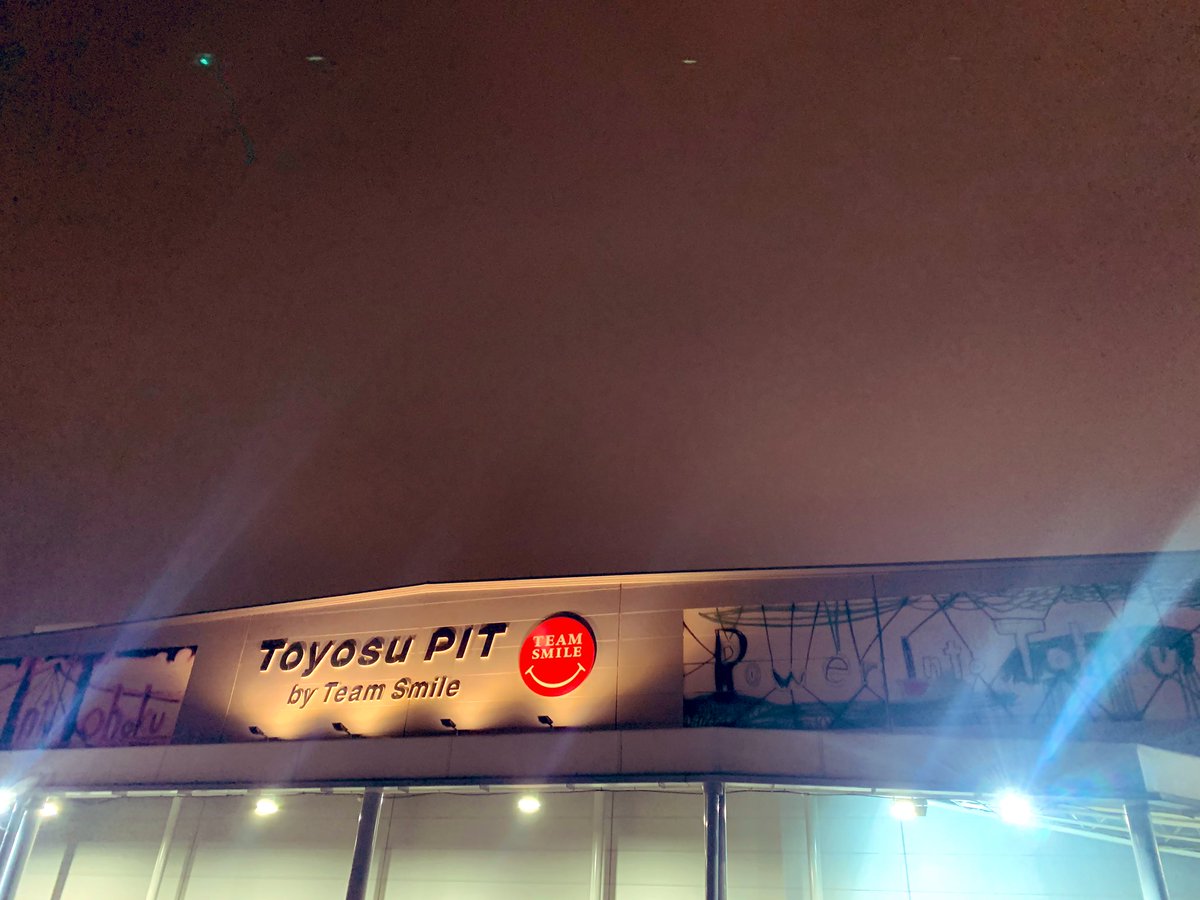 Toyosu PIT
by Team Smile
TEAM
SMILE
Power Into Tohoku